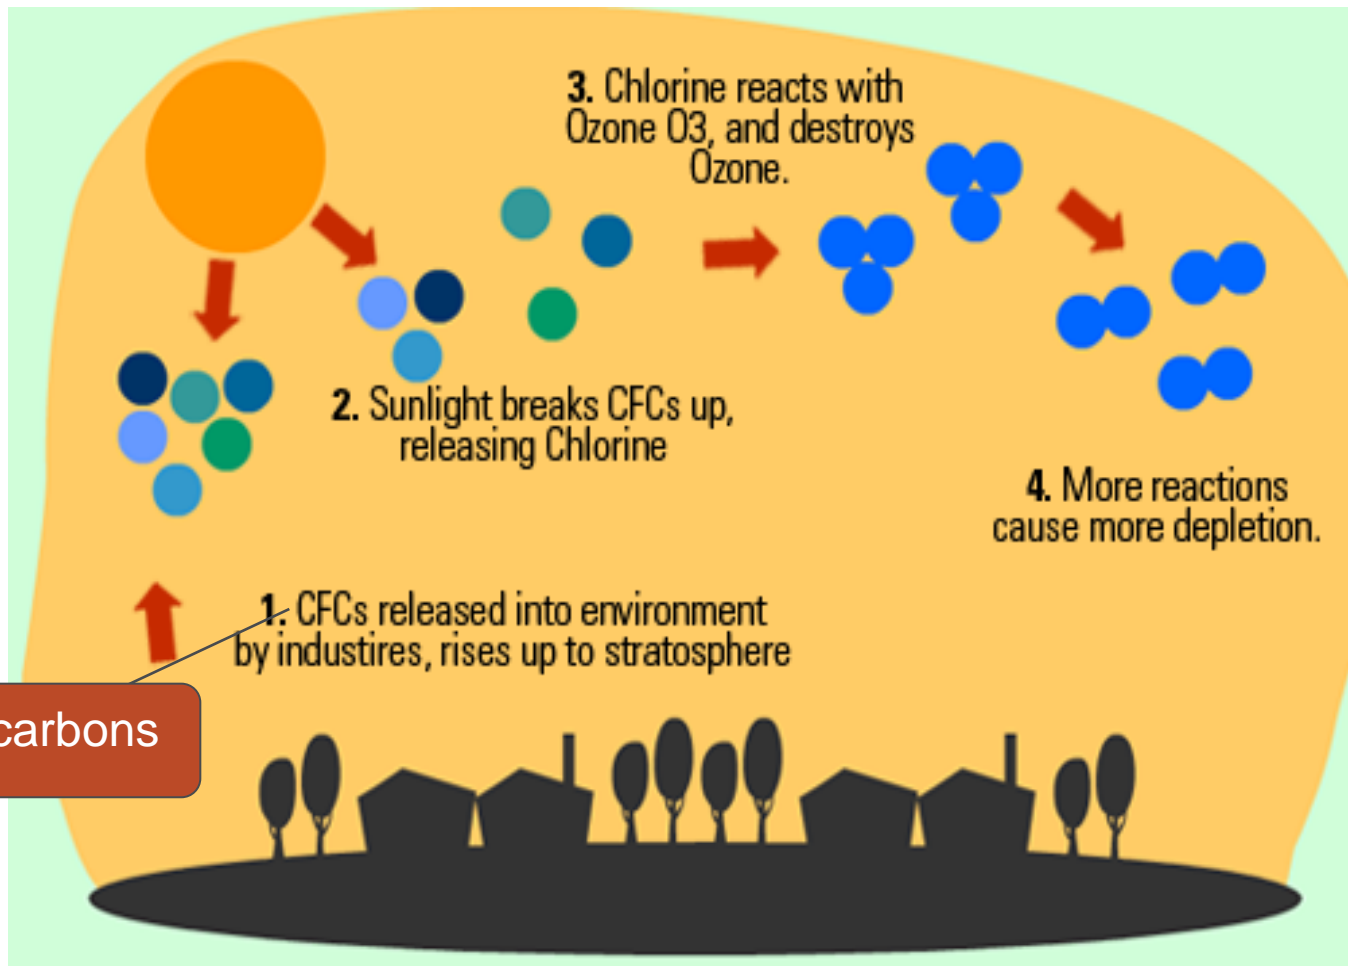 3. Chlorine reacts with
Ozone O3, and destroys
Ozone.
2. Sunlight breaks CFCs up,
releasing Chlorine
4. More reactions
cause more depletion.
1. CFCs released into environment
by industires, rises up to stratosphere
carbons